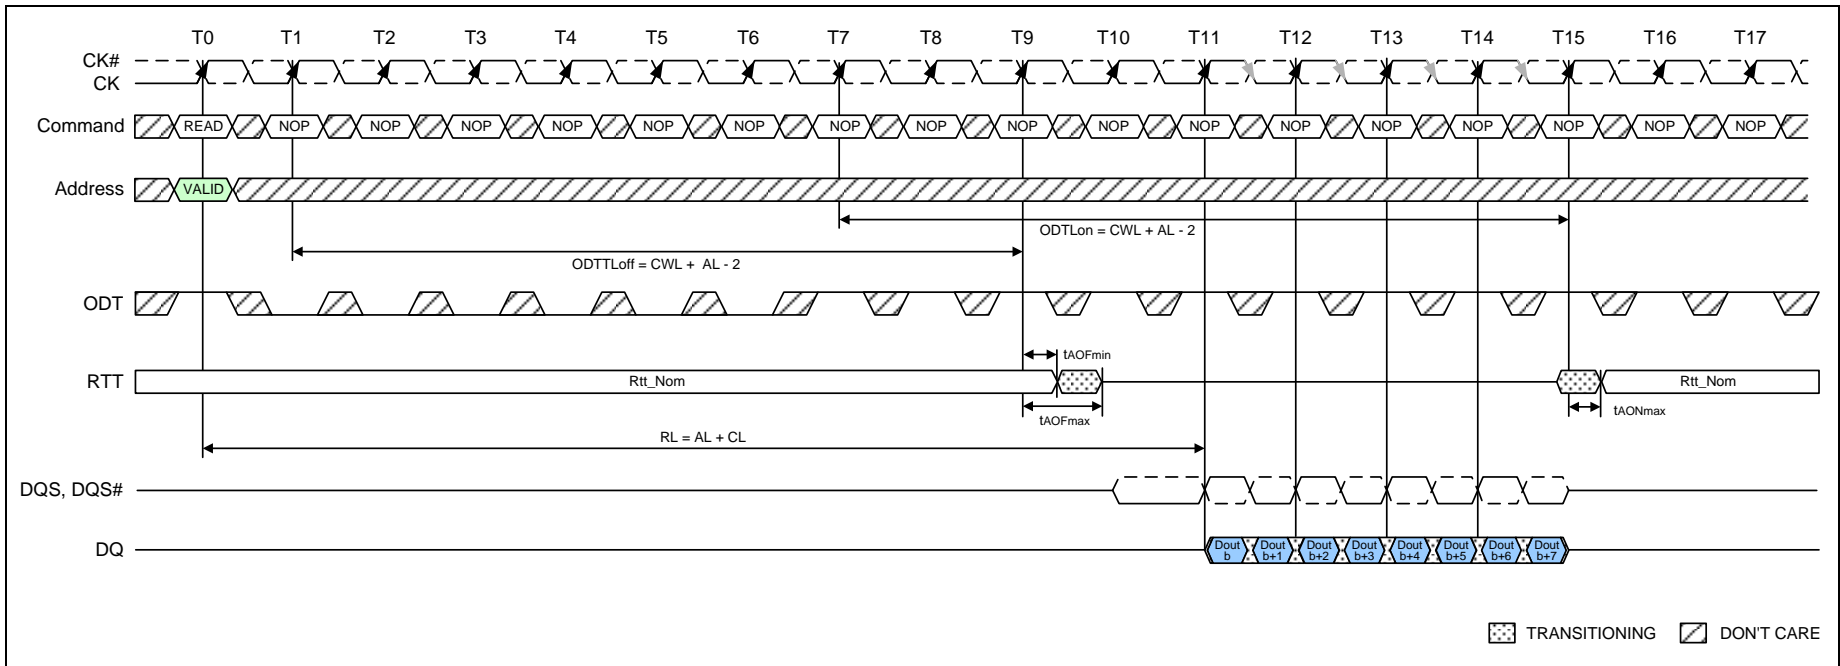 T0 T1 T2 T3 T4 T5 T6 T7 T8 T9 T10 T11 T12 T13 T14 T15 T16 T17
CK#
CK
Command READ NOP NOP NOP NOP NOP NOP NOP NOP NOP NOP NOP NOP NOP NOP NOP NOP NOP
Address VALID
ODTLon = CWL + AL - 2
ODTTLoff = CWL + AL - 2
ODT
tAOFmin
RTT Rtt_Nom Rtt_Nom
tAOFmax tAONmax
RL = AL + CL
DQS, DQS#
DQ Dout b Dout b+1 Dout b+2 Dout b+3 Dout b+4 Dout b+5 Dout b+6 Dout b+7
TRANSITIONING DON'T CARE